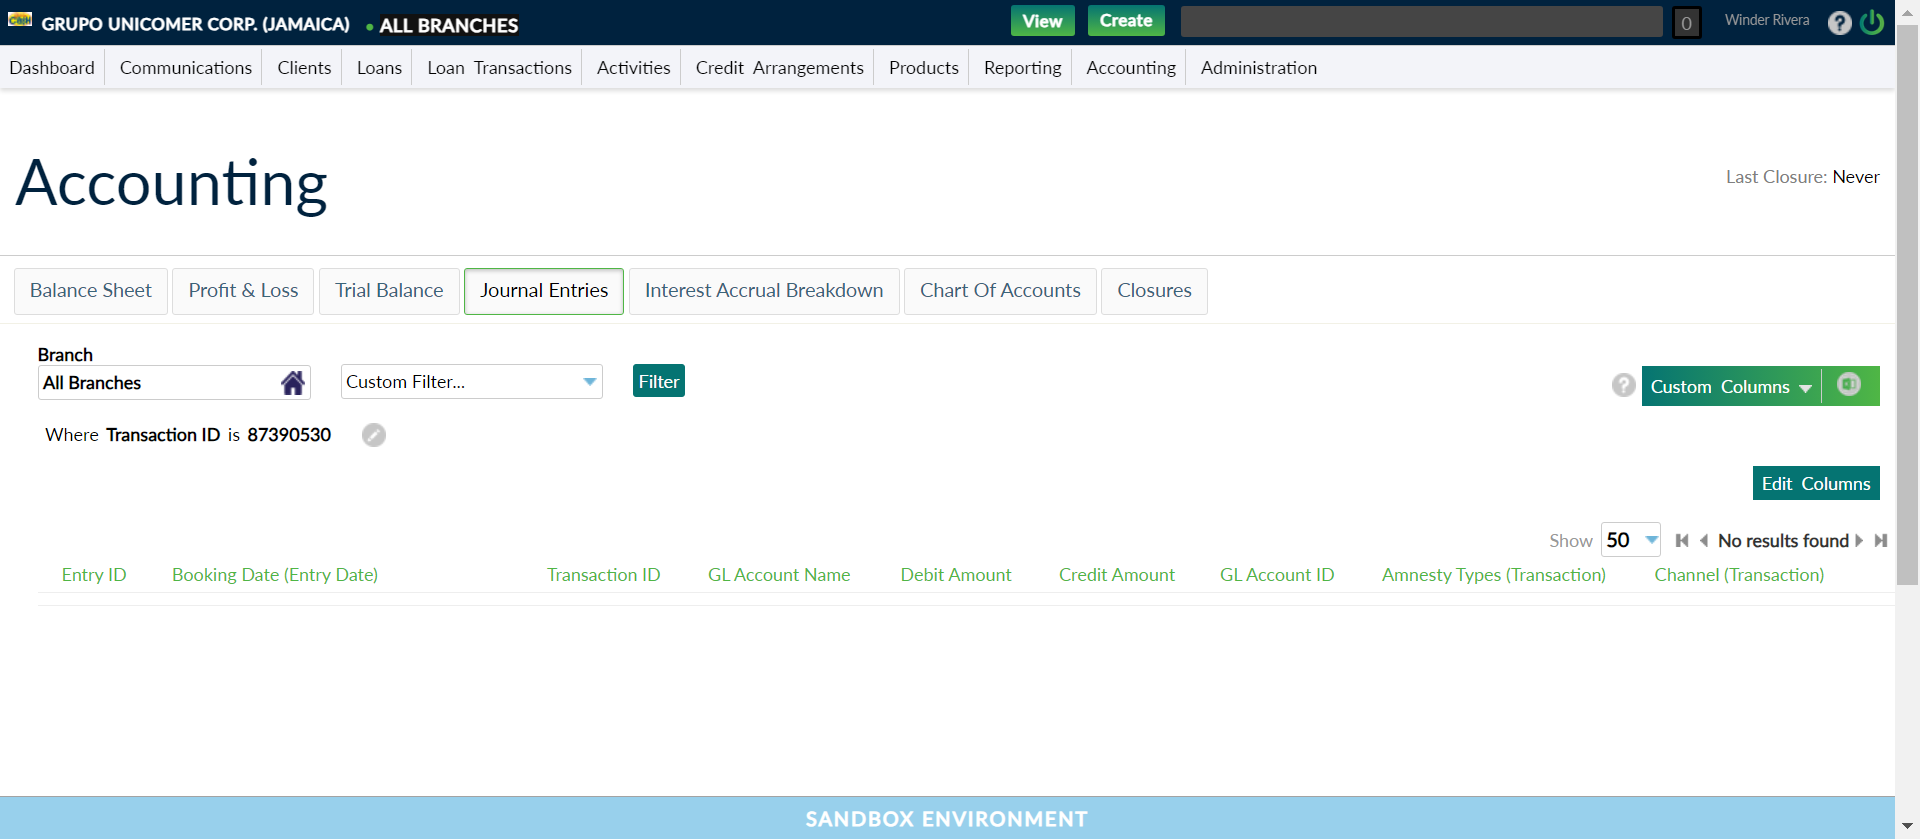 GRUPO UNICOMER CORP. (JAMAICA) • ALL BRANCHES View Create 0 Winder Rivera ?
Dashboard Communications Clients Loans Loan Transactions Activities Credit Arrangements Products Reporting Accounting Administration
Accounting
Last Closure: Never
Balance Sheet Profit & Loss Trial Balance Journal Entries Interest Accrual Breakdown Chart Of Accounts Closures
Branch
All Branches Custom Filter... Filter ? Custom Columns
Where Transaction ID is 87390530
Edit Columns
Show 50 No results found
Entry ID Booking Date (Entry Date) Transaction ID GL Account Name Debit Amount Credit Amount GL Account ID Amnesty Types (Transaction) Channel (Transaction)
SANDBOX ENVIRONMENT